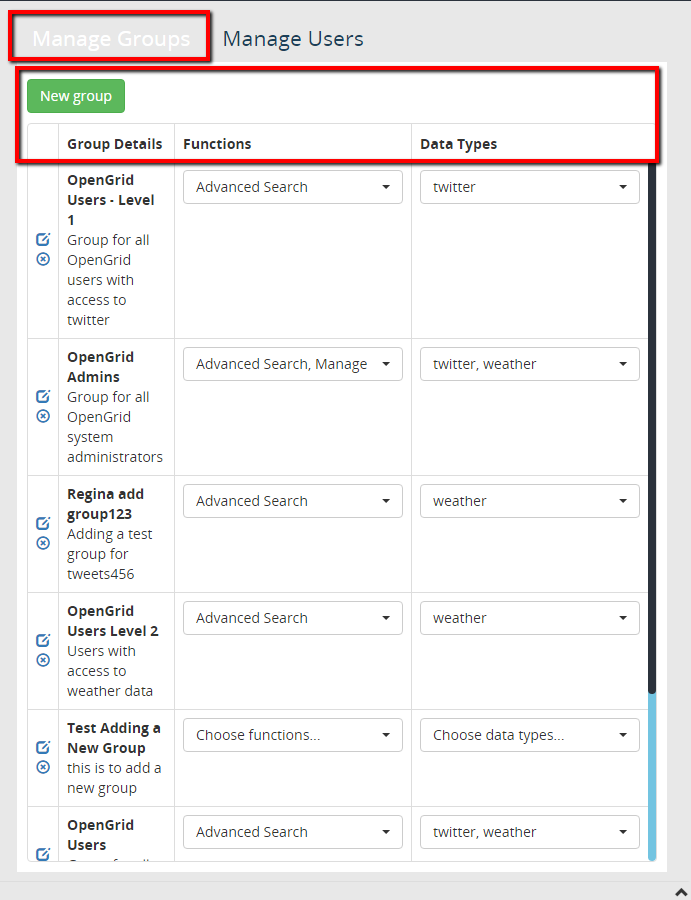 Manage Groups Manage Users
New group
Group Details Functions Data Types
OpenGrid
Users - Level
1
Group for all
OpenGrid
users with
access to
twitter
Advanced Search
twitter
OpenGrid
Admins
Group for all
OpenGrid
system
administrators
Advanced Search, Manage
twitter, weather
Regina add
group123
Adding a test
group for
tweets456
Advanced Search
weather
OpenGrid
Users Level 2
Users with
access to
weather data
Advanced Search
weather
Test Adding a
New Group
this is to add a
new group
Choose functions...
Choose data types...
OpenGrid
Users
Advanced Search
twitter, weather